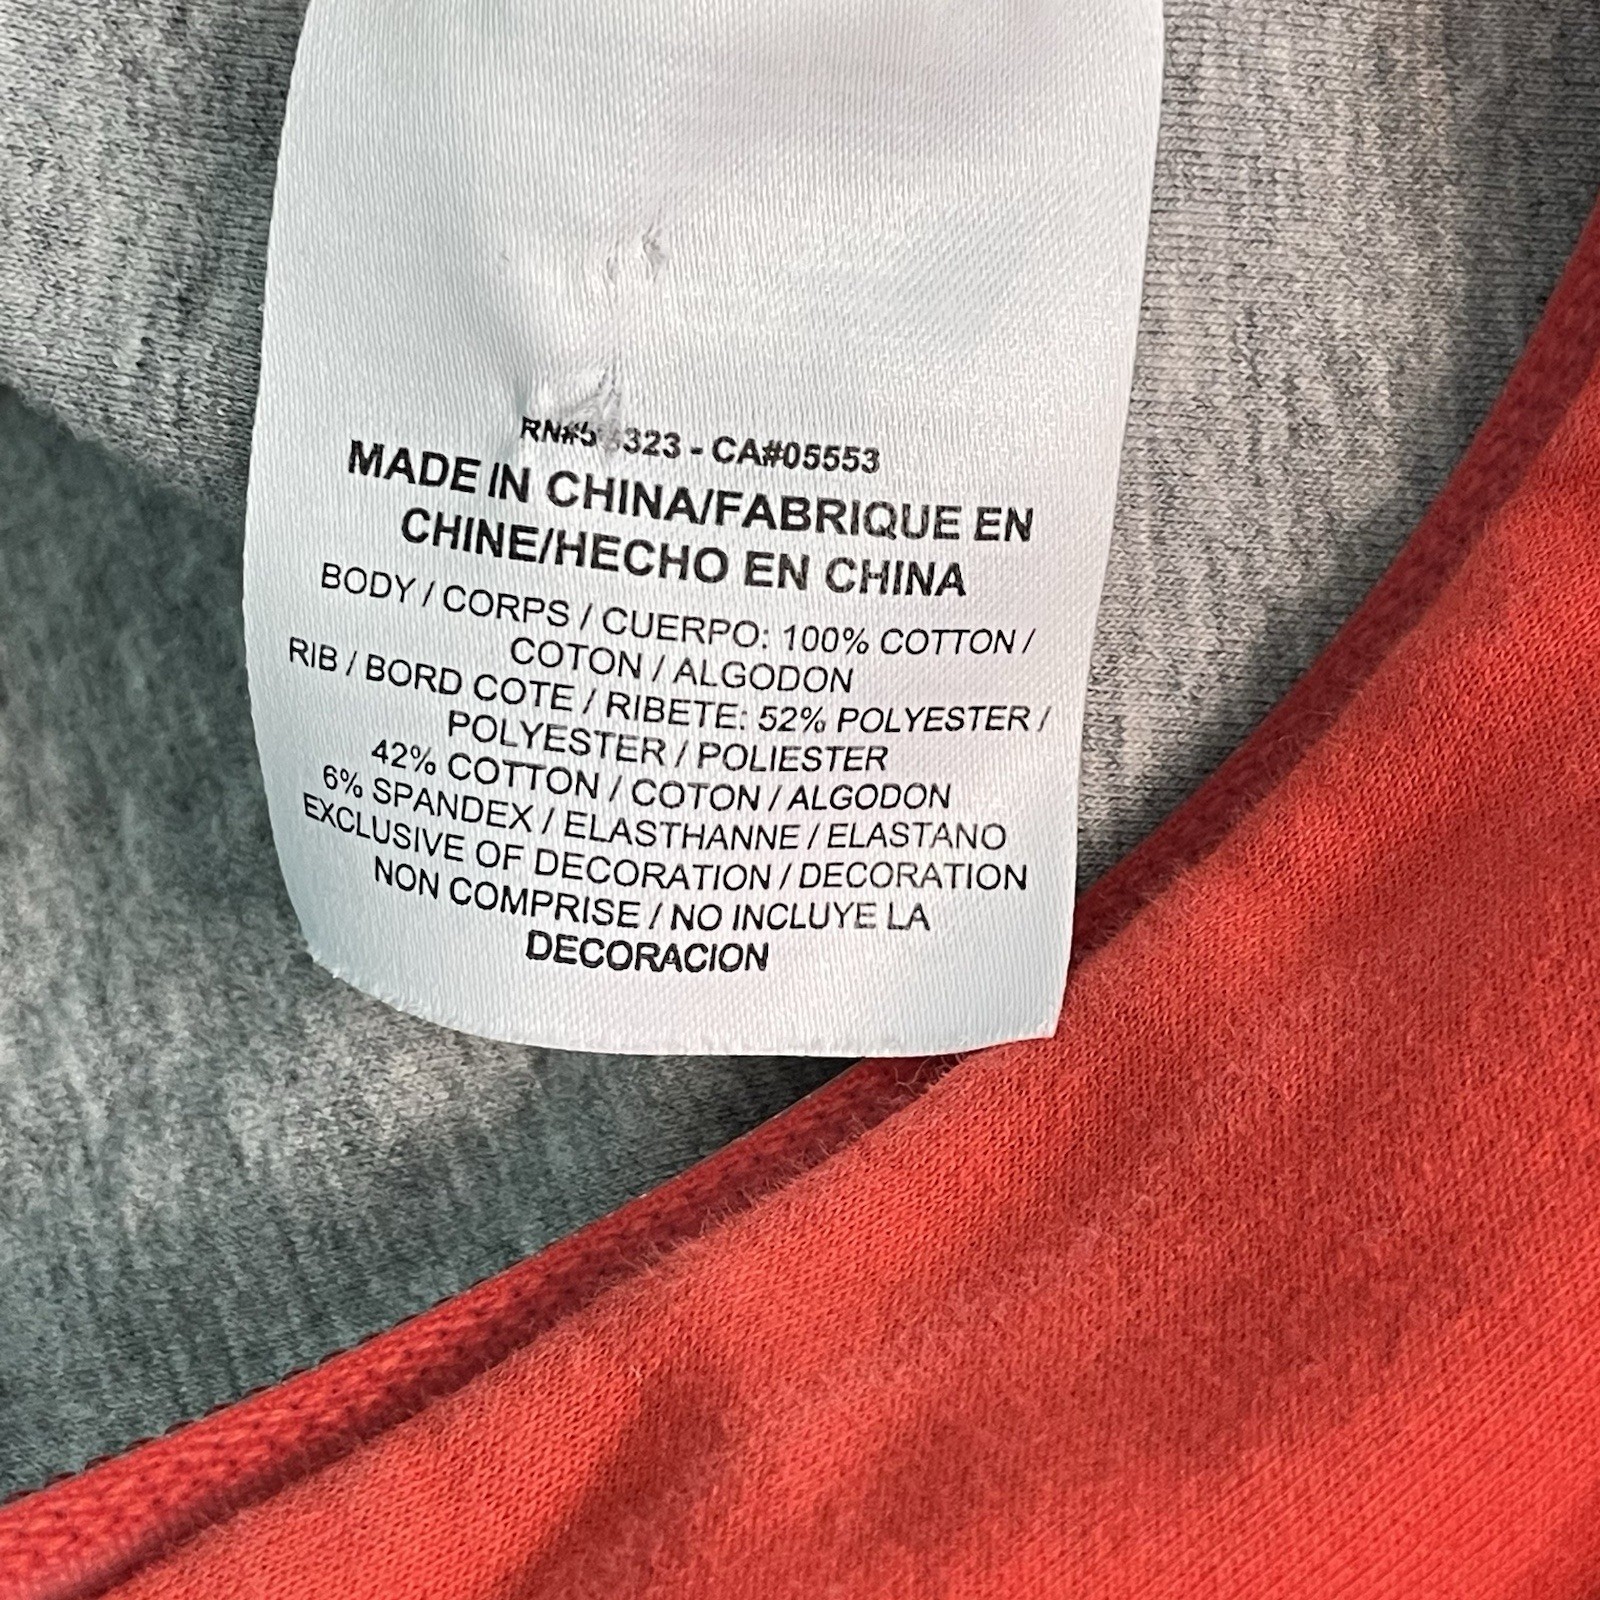 CA#05553
MADE IN CHINA/FABRIQUE EN
CHINE/HECHO EN CHINA
BODY / CORPS / CUERPO: 100% COTTON /
COTON / ALGODON
RIB / BORD COTE / RIBETE: 52% POLYESTER /
POLYESTER / POLIESTER
42% COTTON / COTON / ALGODON
6% SPANDEX / ELASTHANNE / ELASTANO
EXCLUSIVE OF DECORATION / DECORATION
NON COMPRISE / NO INCLUYE LA
DECORACION